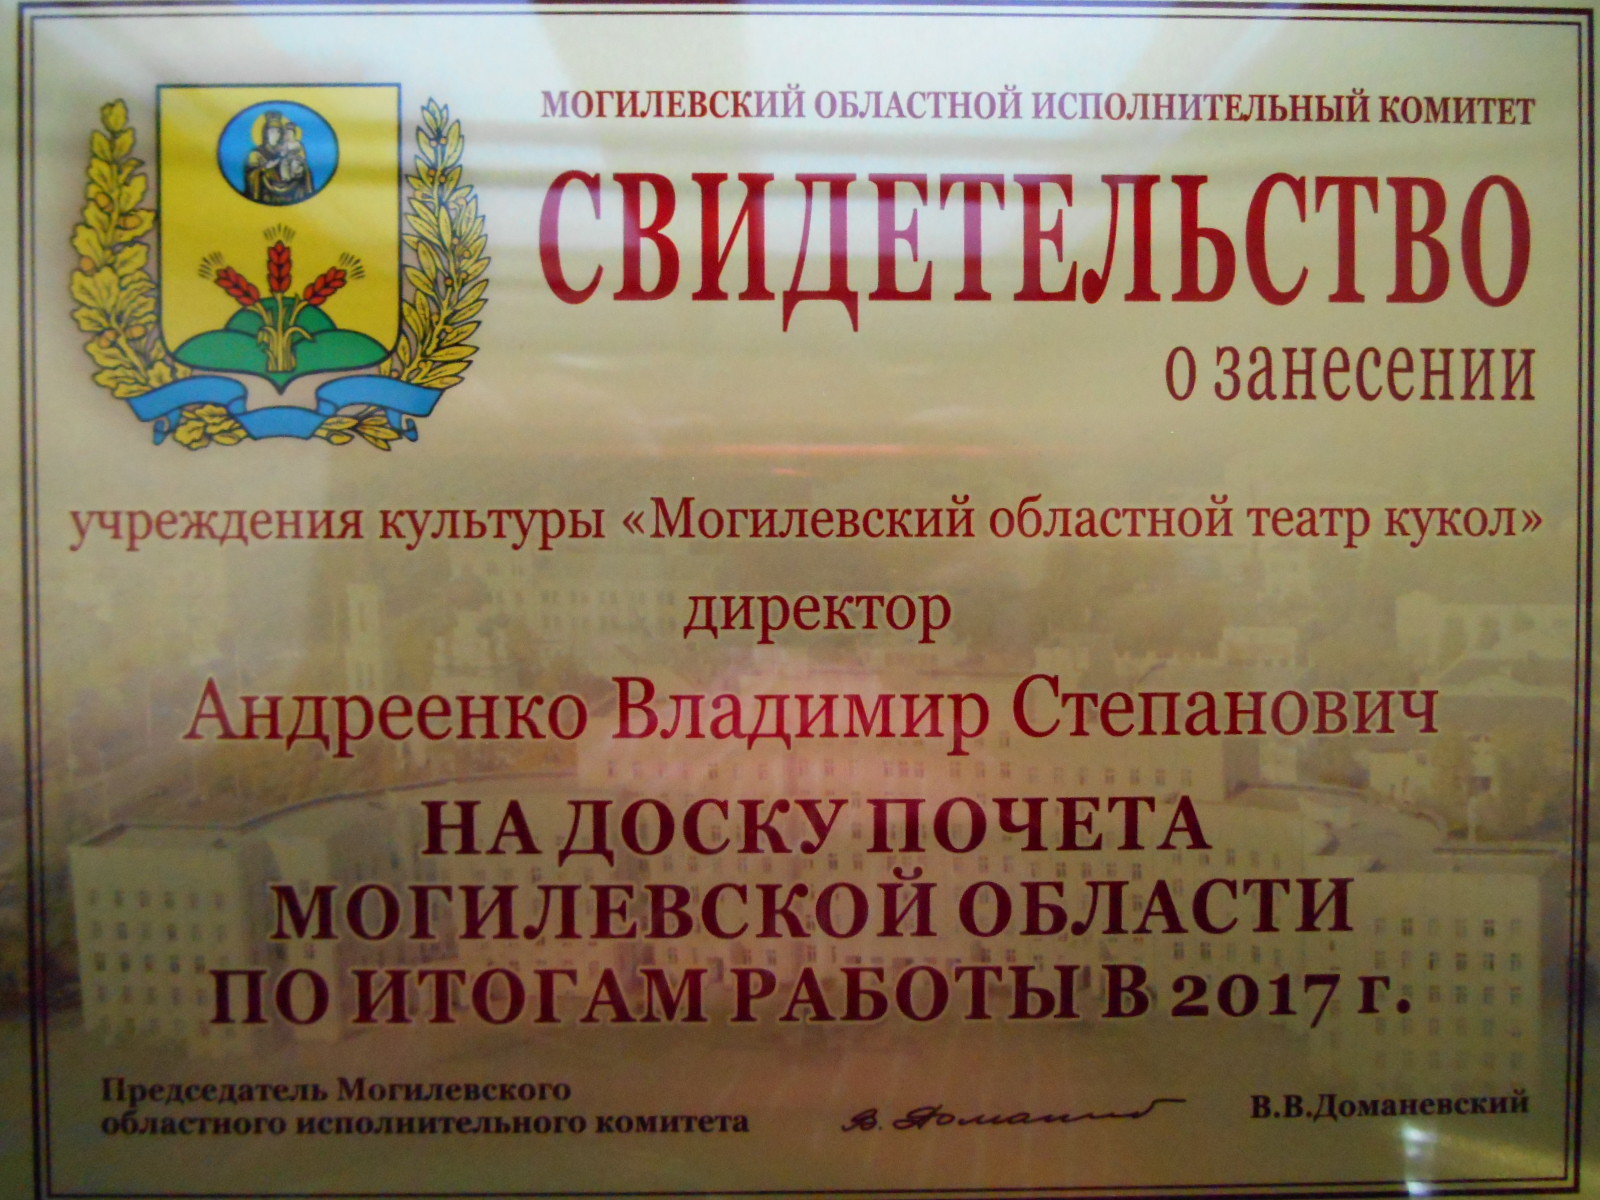 МОГИЛЕВСКИЙ ОБЛАСТНОЙ ИСПОЛНИТЕЛЬНЫЙ КОМИТЕТ
СВИДЕТЕЛЬСТВО
о занесении
учреждения культуры «Могилевский областной театр кукол»
директор
Андреенко Владимир Степанович
НА ДОСКУ ПОЧЕТА
МОГИЛЕВСКОЙ ОБЛАСТИ
ПО ИТОГАМ РАБОТЫ В 2017 г.
Председатель Могилевского
областного исполнительного комитета
В.В.Доманевский